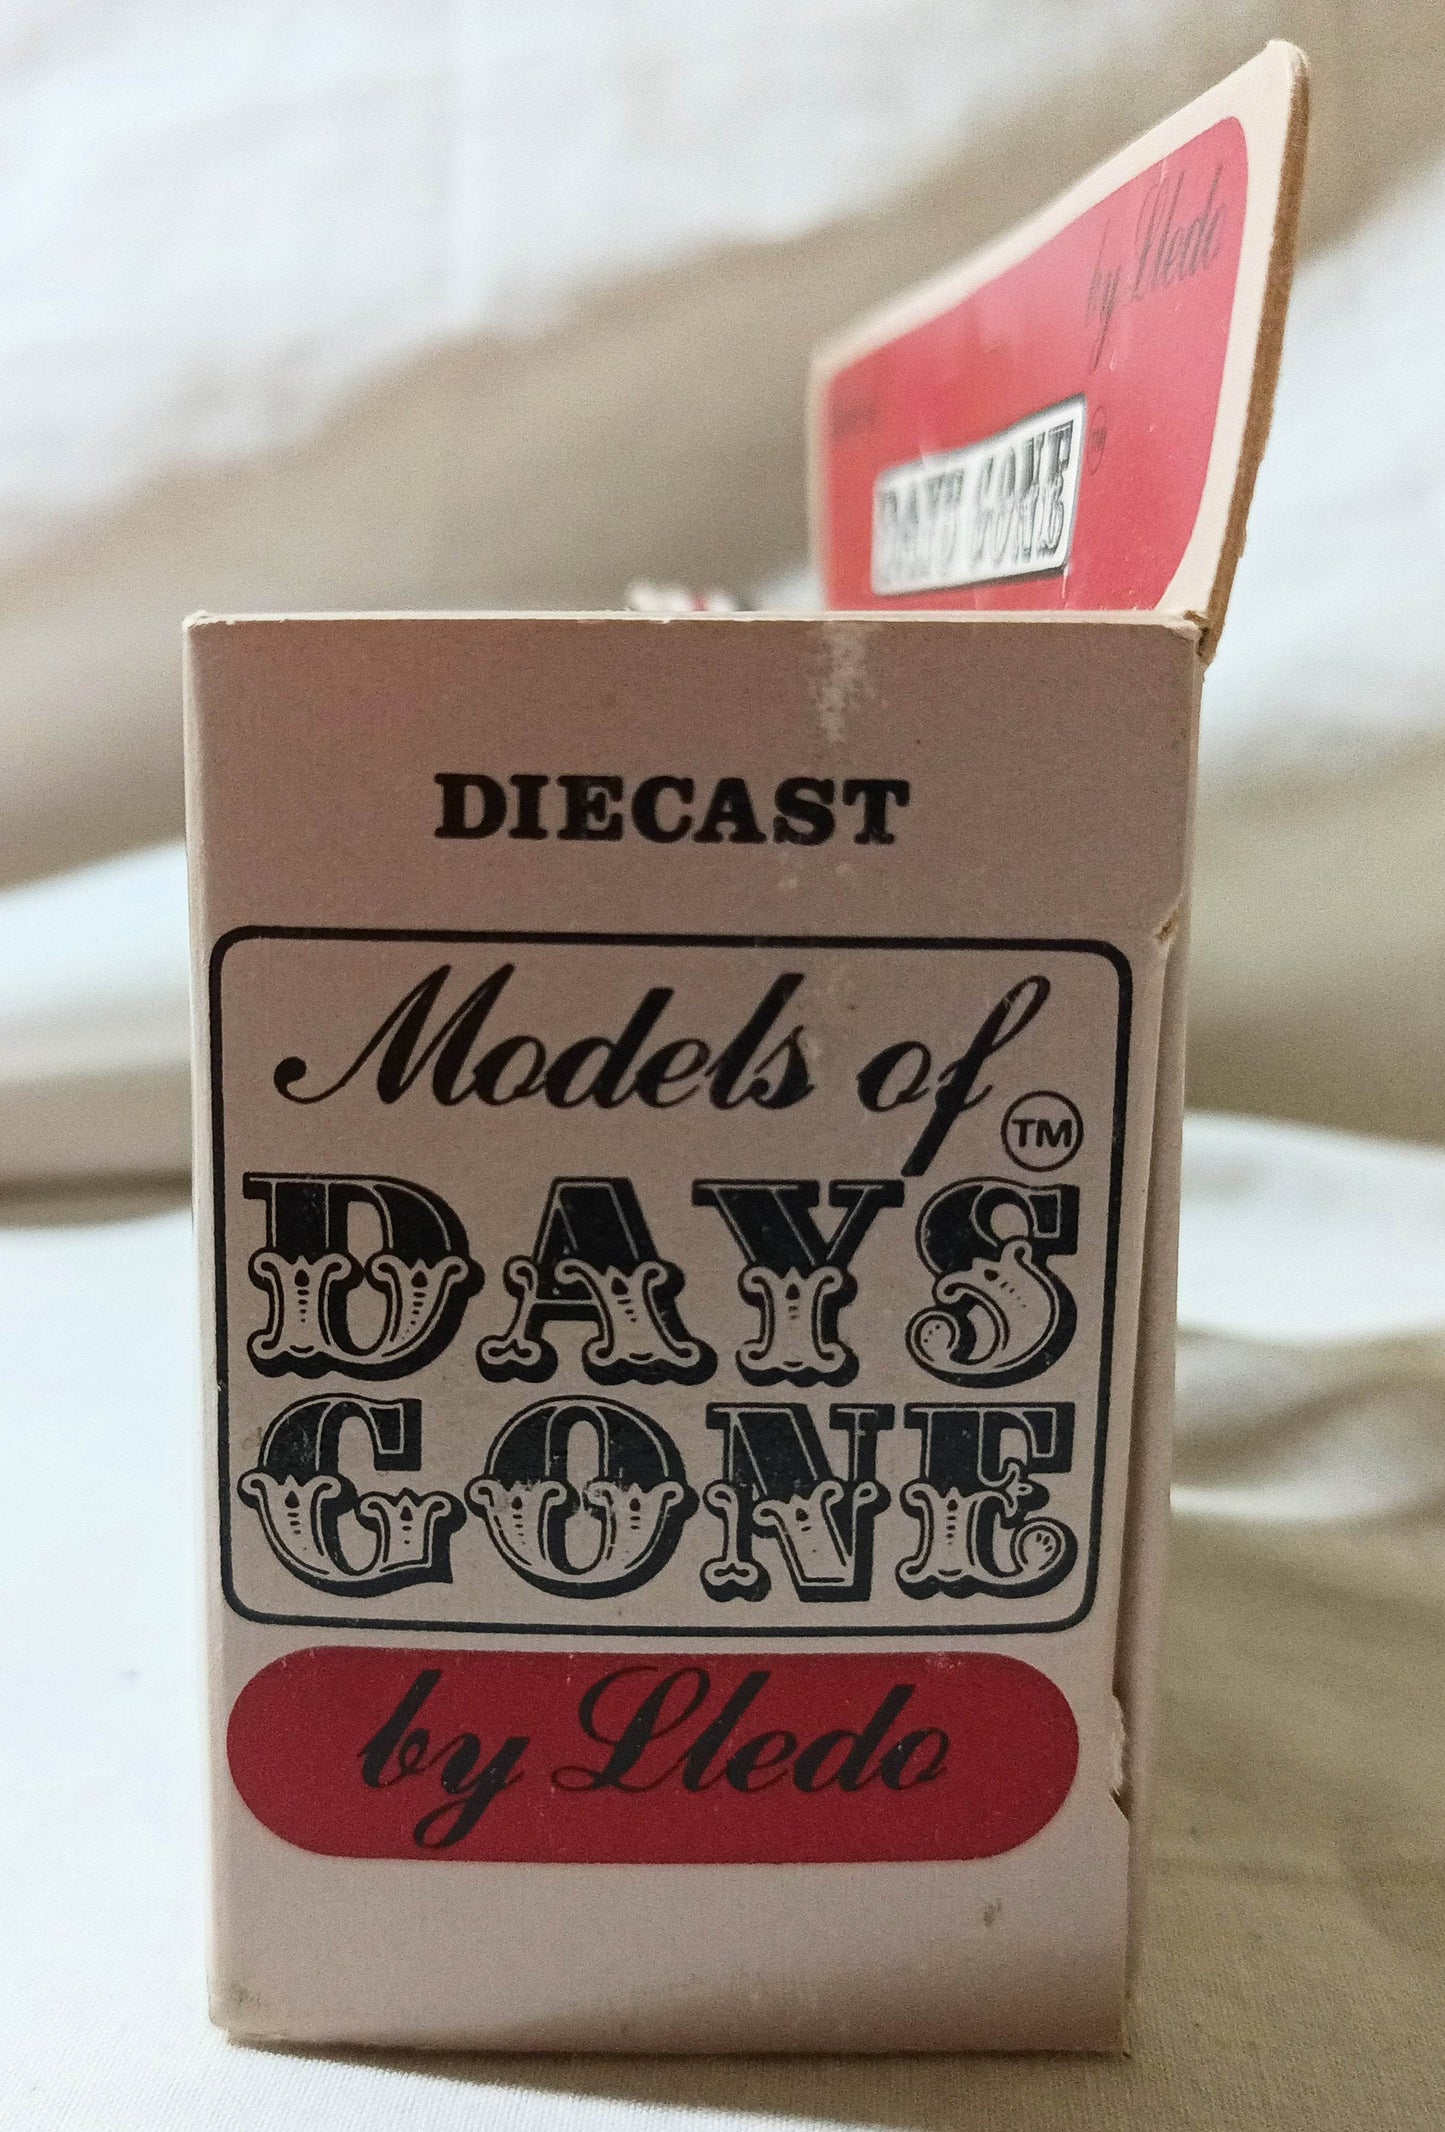 by Lledo
DAYS GONE
DIECAST
Models of
TM
DAYS
GONE
by Lledo